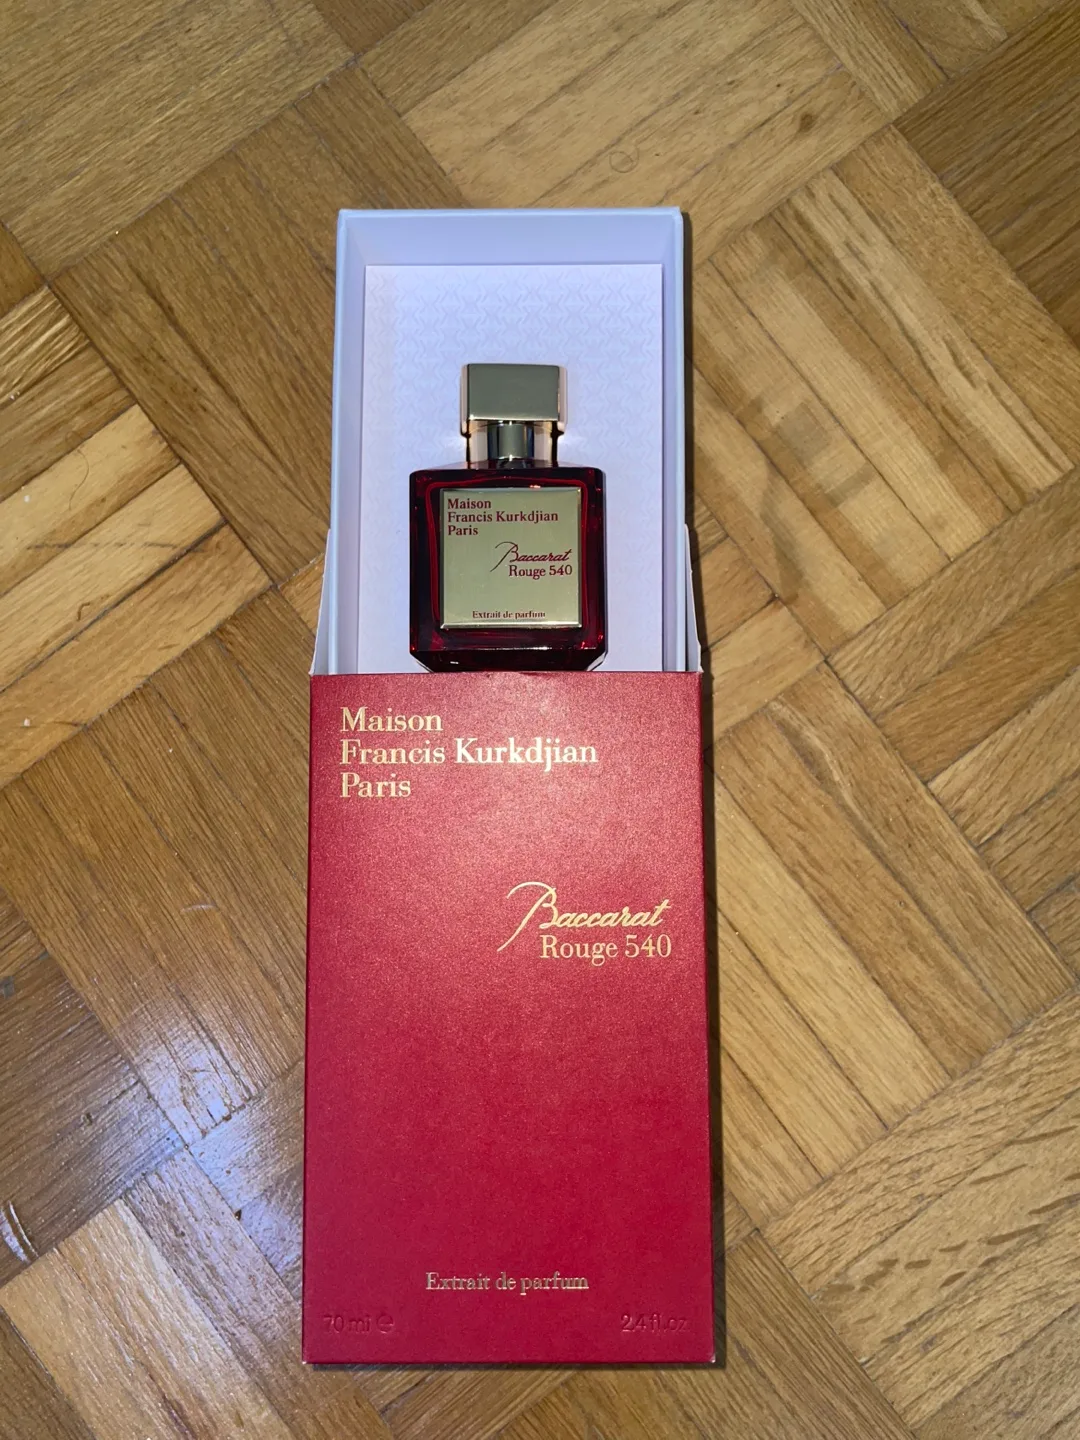 Maison
Francis Kurkdjian
Paris
Baccarat
Rouge 540
Extrait de parfum
Maison
Francis Kurkdjian
Paris
Baccarat
Rouge 540
Extrait de parfum
70 ml ℮ 2.4 fl.oz